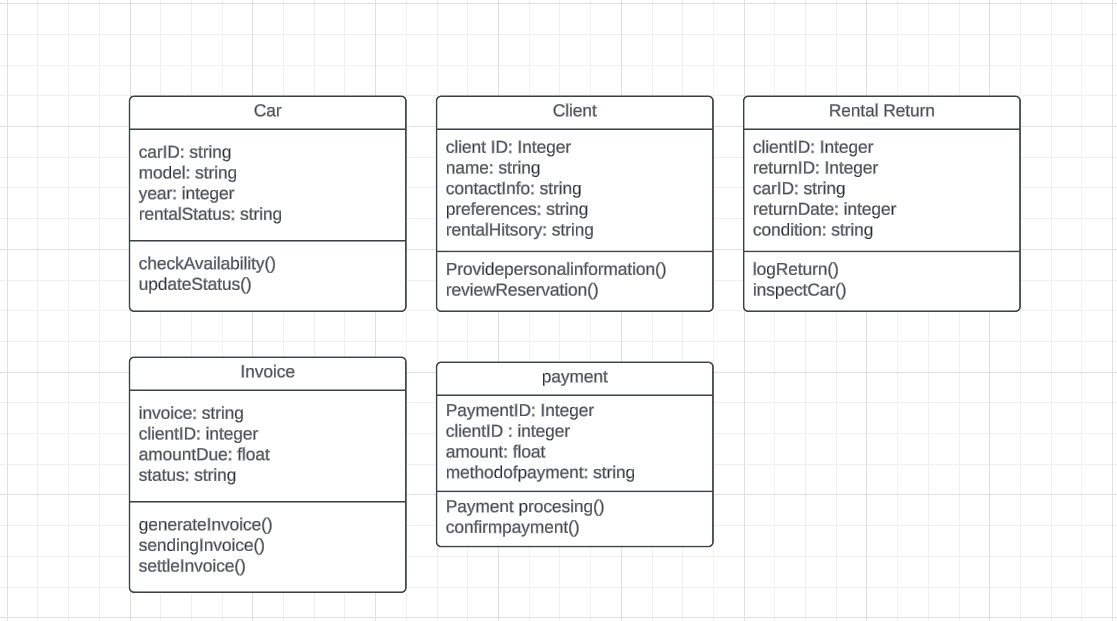 Car
carID: string
model: string
year: integer
rentalStatus: string
checkAvailability()
updateStatus()
Client
client ID: Integer
name: string
contactInfo: string
preferences: string
rentalHitsory: string
Providepersonalinformation()
reviewReservation()
Rental Return
clientID: Integer
returnID: Integer
carID: string
returnDate: integer
condition: string
logReturn()
inspectCar()
Invoice
invoice: string
clientID: integer
amountDue: float
status: string
generateInvoice()
sendingInvoice()
settleInvoice()
payment
PaymentID: Integer
clientID : integer
amount: float
methodofpayment: string
Payment procesing()
confirmpayment()